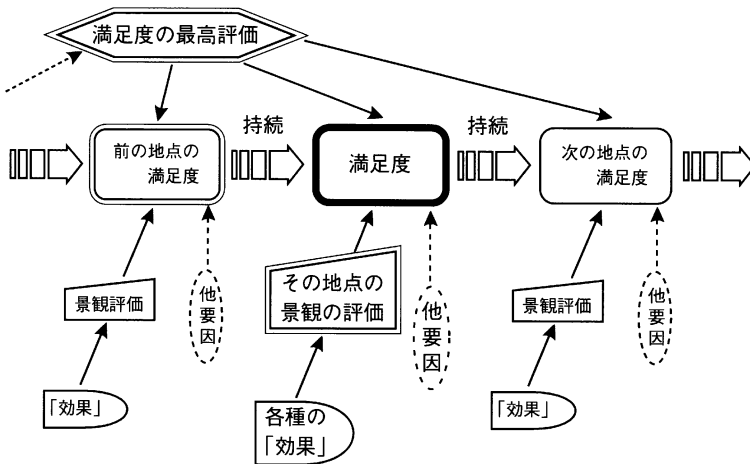 満足度の最高評価
持続
持続
前の地点の
満足度
満足度
次の地点の
満足度
景観評価
他要因
その地点の
景観の評価
他要因
景観評価
他要因
「効果」
各種の
「効果」
「効果」